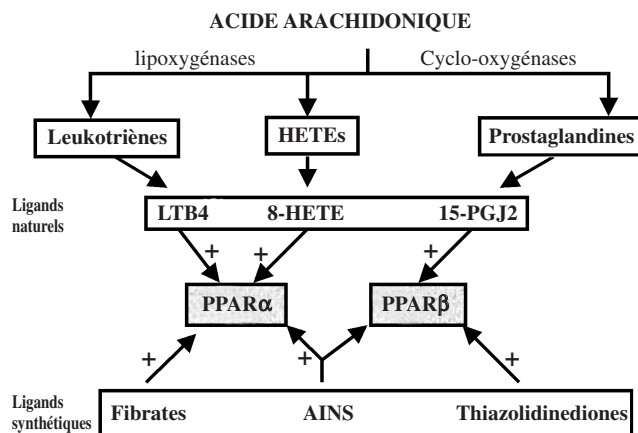 ACIDE ARACHIDONIQUE
lipoxygénases Cyclo-oxygénases
Leukotriènes HETEs Prostaglandines
Ligands
naturels
LTB4 8-HETE 15-PGJ2
+ + +
PPARα PPARβ
+ + +
Ligands
synthétiques
Fibrates AINS Thiazolidinediones